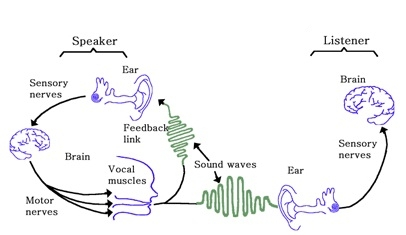 Speaker
Listener
Ear
Brain
Sensory
nerves
Feedback
link
Sound waves
Sensory
nerves
Brain
Vocal
muscles
Ear
Motor
nerves